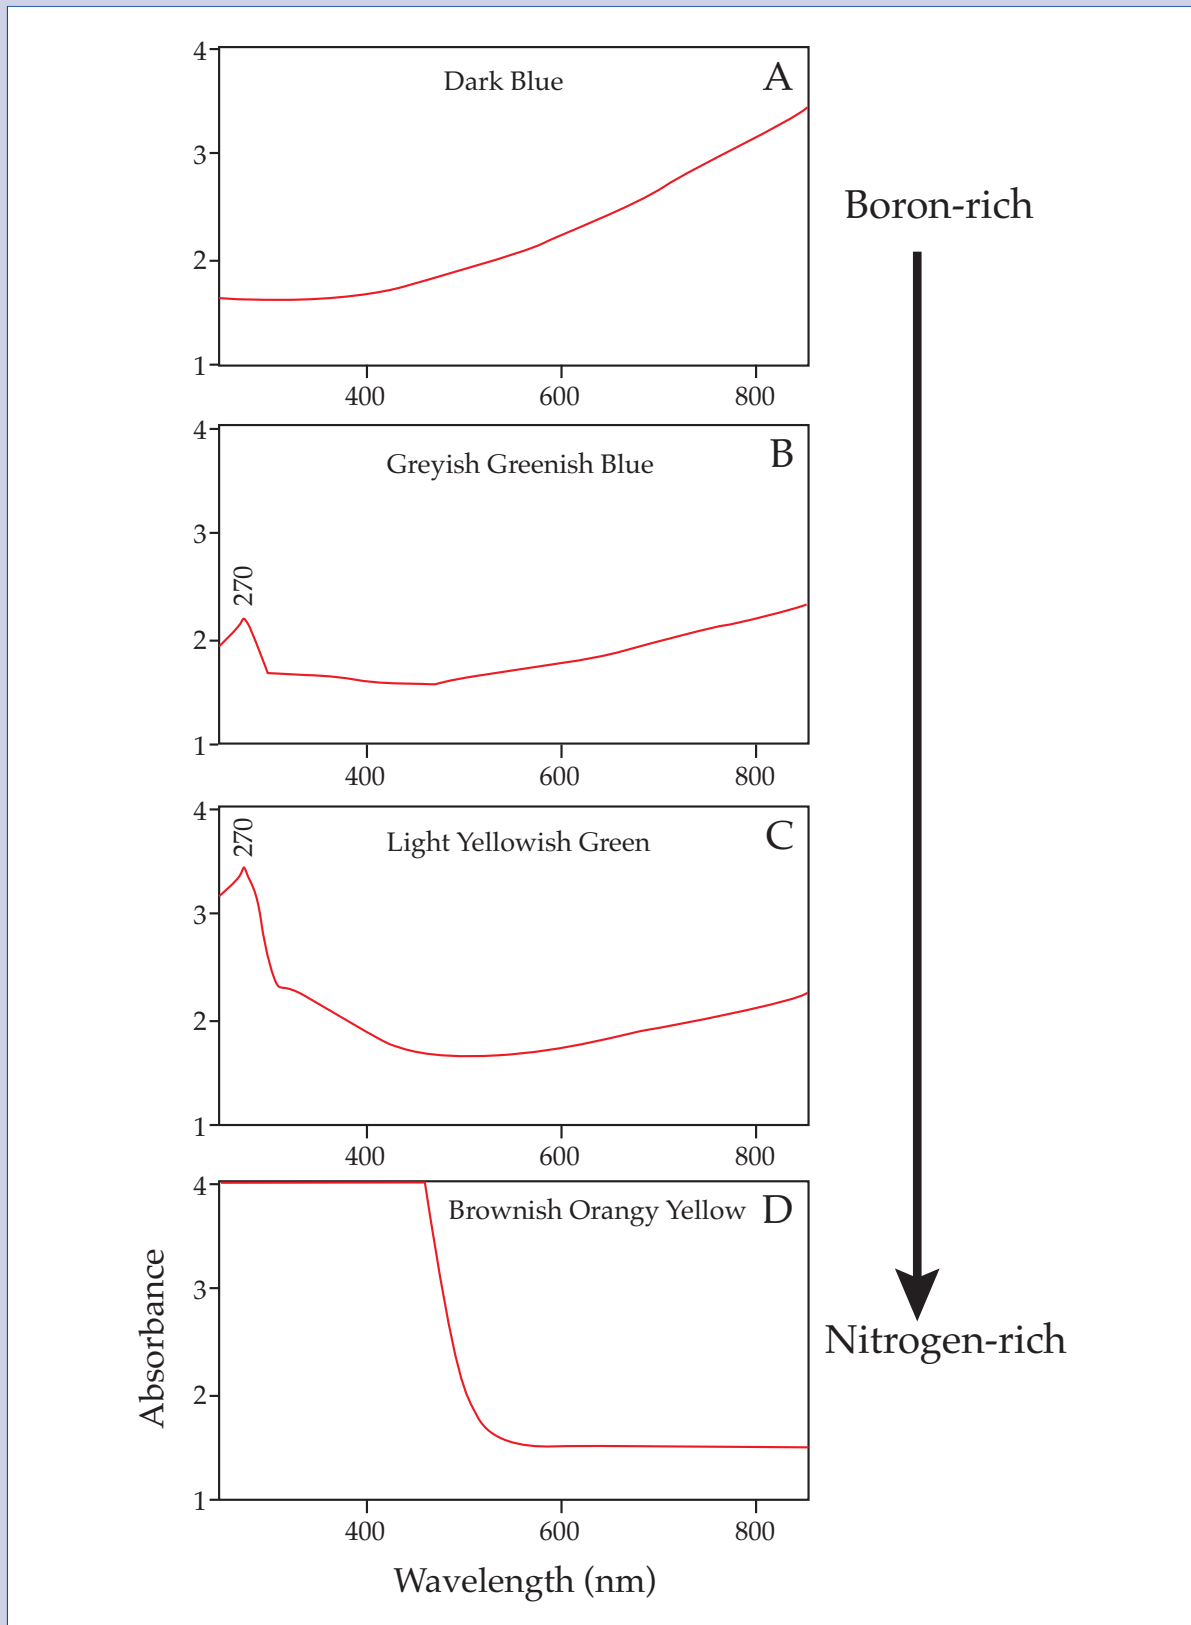 4
Dark Blue
A
3
2
1
400
600
800
Boron-rich
4
Greyish Greenish Blue
B
3
270
2
1
400
600
800
4
270
Light Yellowish Green
C
3
2
1
400
600
800
4
Brownish Orangy Yellow
D
3
2
1
400
600
800
Absorbance
Wavelength (nm)
Nitrogen-rich